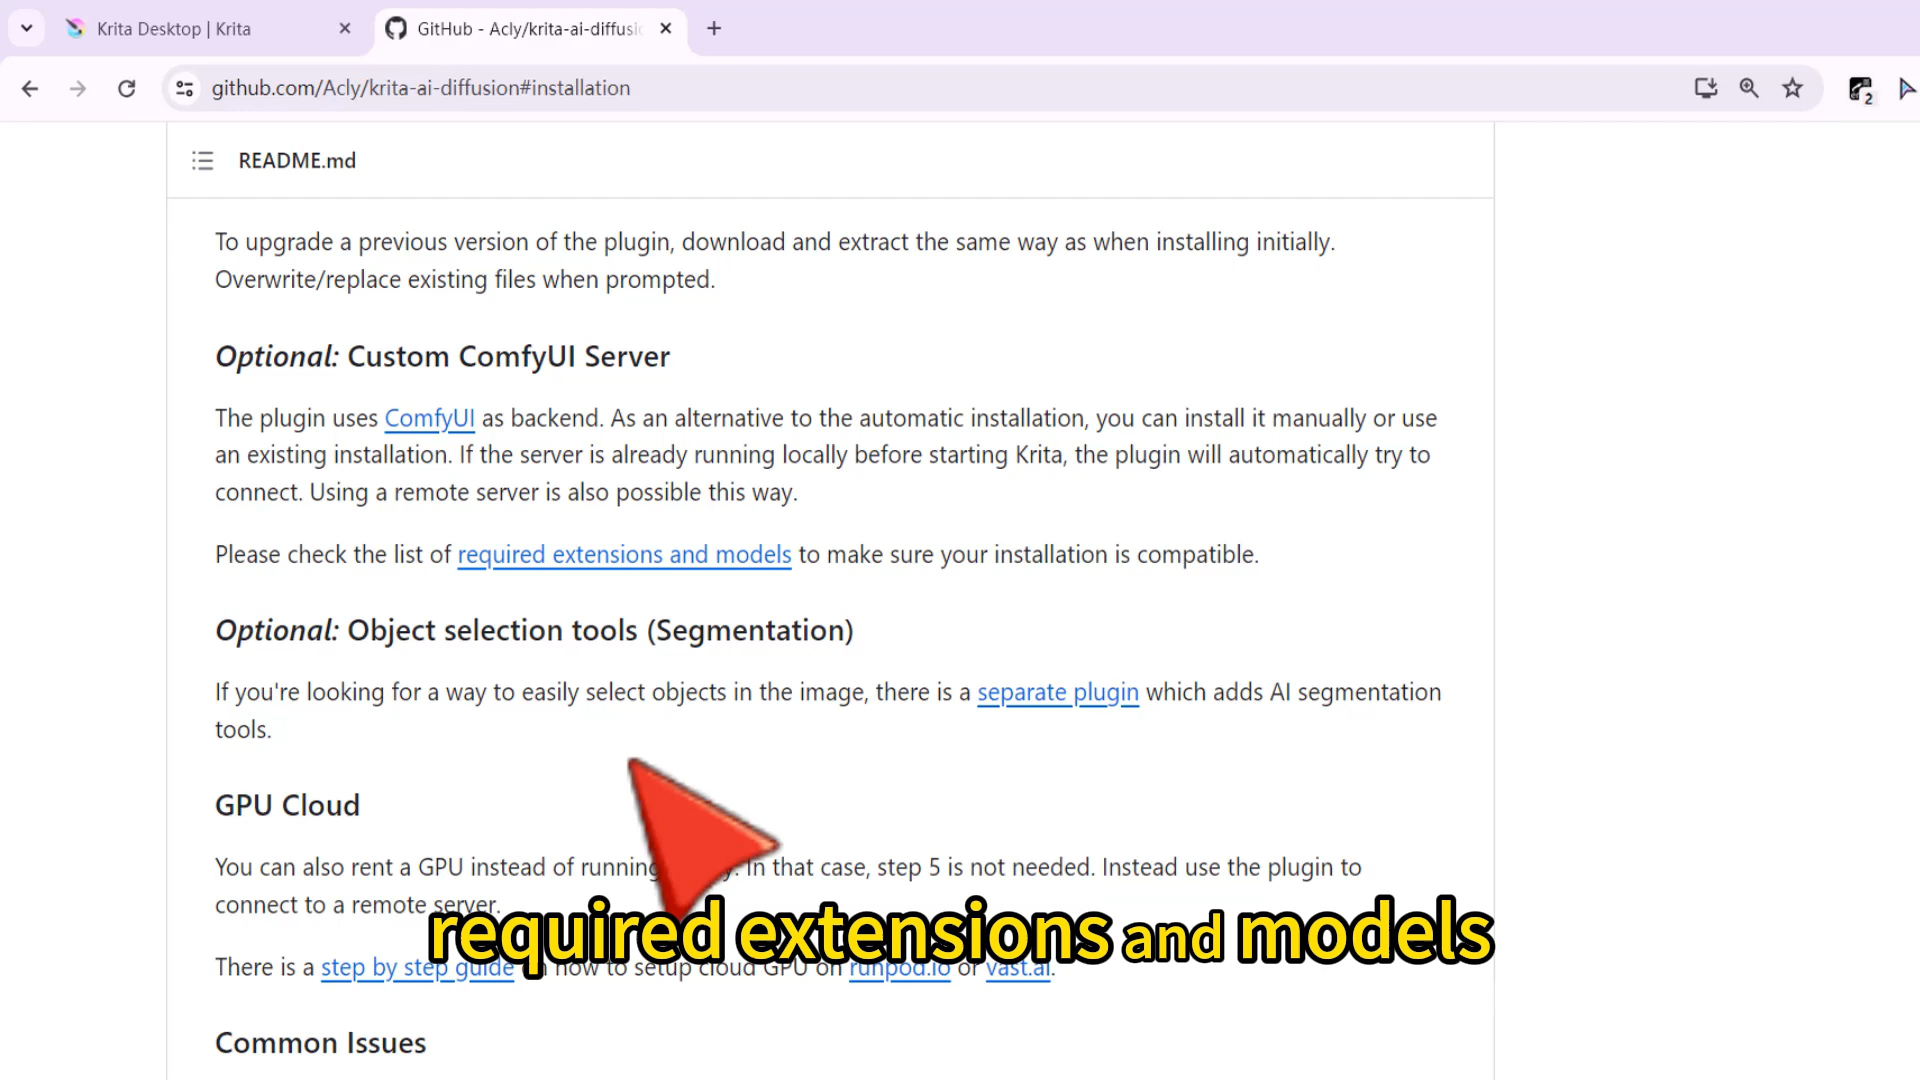 Krita Desktop | Krita
GitHub - Acly/krita-ai-diffusi
github.com/Acly/krita-ai-diffusion#installation
2
README.md
To upgrade a previous version of the plugin, download and extract the same way as when installing initially.
Overwrite/replace existing files when prompted.
Optional: Custom ComfyUI Server
The plugin uses ComfyUI as backend. As an alternative to the automatic installation, you can install it manually or use
an existing installation. If the server is already running locally before starting Krita, the plugin will automatically try to
connect. Using a remote server is also possible this way.
Please check the list of required extensions and models to make sure your installation is compatible.
Optional: Object selection tools (Segmentation)
If you're looking for a way to easily select objects in the image, there is a separate plugin which adds AI segmentation
tools.
GPU Cloud
You can also rent a GPU instead of running In that case, step 5 is not needed. Instead use the plugin to
connect to a remote server.
required extensions and models
There is a step by step guide how to setup cloud GPU on runpod.io or vast.ai.
Common Issues